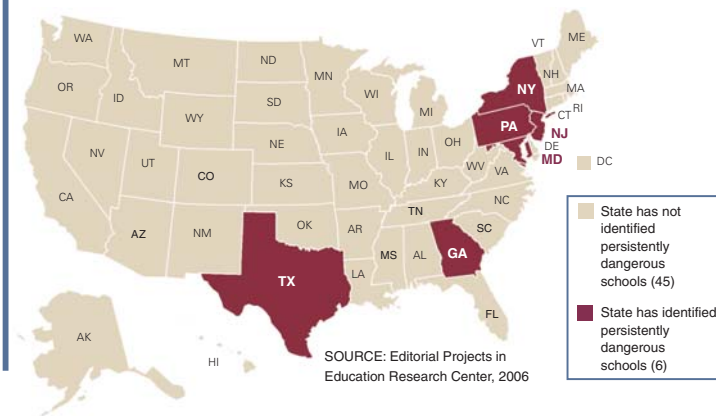 WA
MT
ND
MN
VT
ME
OR
ID
WY
SD
WI
MI
NY
NH
MA
CT
RI
NV
UT
CO
NE
IA
IL
IN
OH
PA
NJ
DE
MD
DC
CA
AZ
NM
KS
MO
KY
WV
VA
OK
AR
TN
NC
SC
TX
LA
MS
AL
GA
FL
AK
HI
SOURCE: Editorial Projects in
Education Research Center, 2006
State has not
identified
persistently
dangerous
schools (45)
State has identified
persistently
dangerous
schools (6)